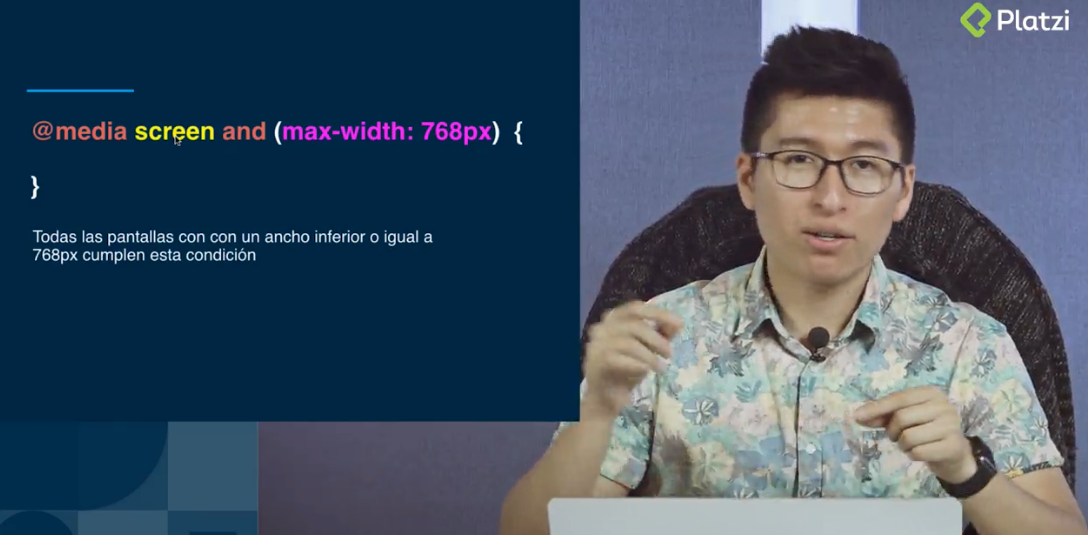 Platzi
@media screen and (max-width: 768px) {
}
Todas las pantallas con con un ancho inferior o igual a
768px cumplen esta condición